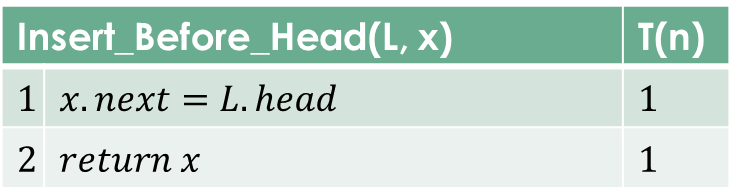 Insert_Before_Head(L, x) T(n)
1 x.next = L.head 1
2 return x 1